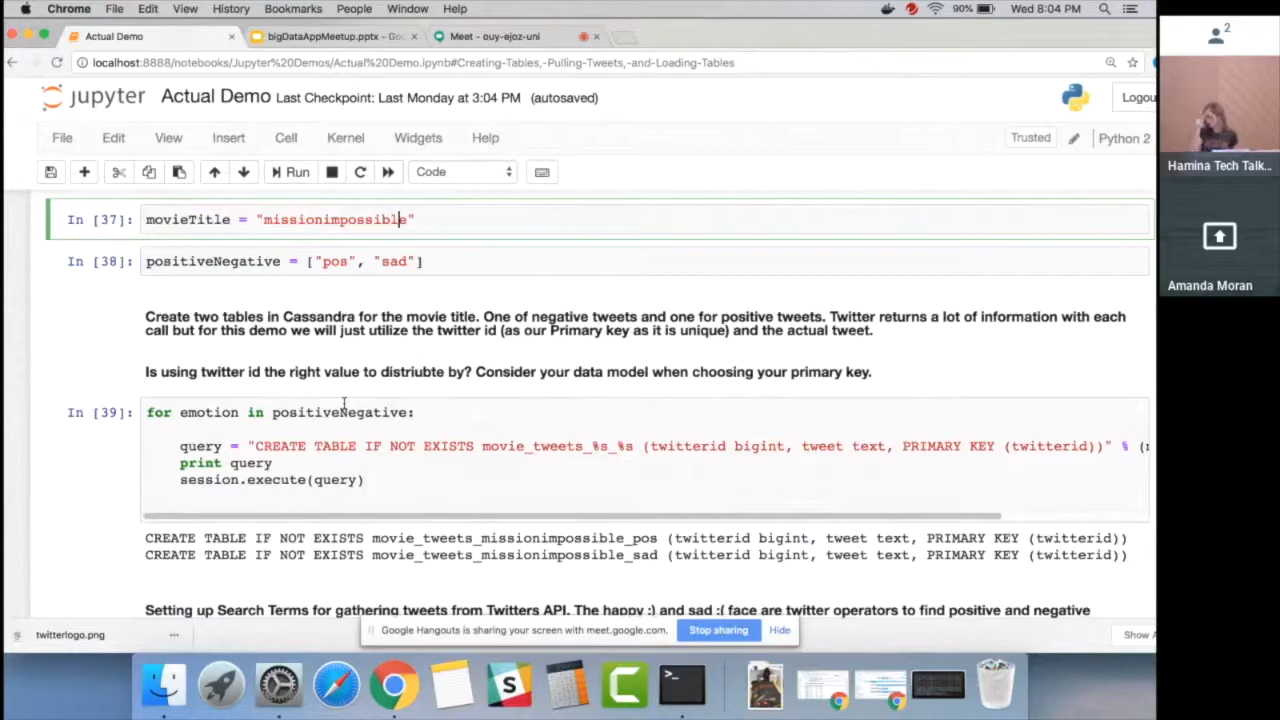 Chrome File Edit View History Bookmarks People Window Help 90% Wed 8:04 PM
Actual Demo bigDataAppMeetup.pptx - Go Meet - ouy-ejoz-uni
localhost:8888/notebooks/Jupyter%20Demos/Actual%20Demo.ipynb#Creating-Tables,-Pulling-Tweets,-and-Loading-Tables
jupyter Actual Demo Last Checkpoint: Last Monday at 3:04 PM (autosaved) Logou
File Edit View Insert Cell Kernel Widgets Help Trusted Python 2
Run Code
In [37]: movieTitle = "missionimpossible"
In [38]: positiveNegative = ["pos", "sad"]
Create two tables in Cassandra for the movie title. One of negative tweets and one for positive tweets. Twitter returns a lot of information with each
call but for this demo we will just utilize the twitter id (as our Primary key as it is unique) and the actual tweet.
Is using twitter id the right value to distriubte by? Consider your data model when choosing your primary key.
In [39]: for emotion in positiveNegative:
query = "CREATE TABLE IF NOT EXISTS movie_tweets_%s_%s (twitterid bigint, tweet text, PRIMARY KEY (twitterid))" % (
print query
session.execute(query)
CREATE TABLE IF NOT EXISTS movie_tweets_missionimpossible_pos (twitterid bigint, tweet text, PRIMARY KEY (twitterid))
CREATE TABLE IF NOT EXISTS movie_tweets_missionimpossible_sad (twitterid bigint, tweet text, PRIMARY KEY (twitterid))
Setting up Search Terms for gathering tweets from Twitters API. The happy :) and sad :( face are twitter operators to find positive and negative
twitterlogo.png
Google Hangouts is sharing your screen with meet.google.com. Stop sharing Hide
Show A
2
Hamina Tech Talk...
Amanda Moran